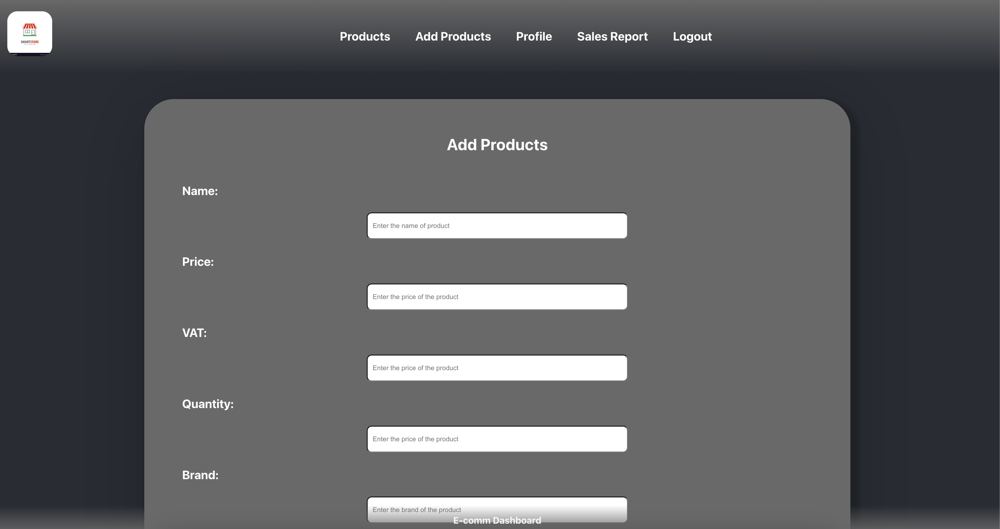 SMARTSTORE
Products Add Products Profile Sales Report Logout
Add Products
Name:
Enter the name of product
Price:
Enter the price of the product
VAT:
Enter the price of the product
Quantity:
Enter the price of the product
Brand:
Enter the brand of the product
E-comm Dashboard